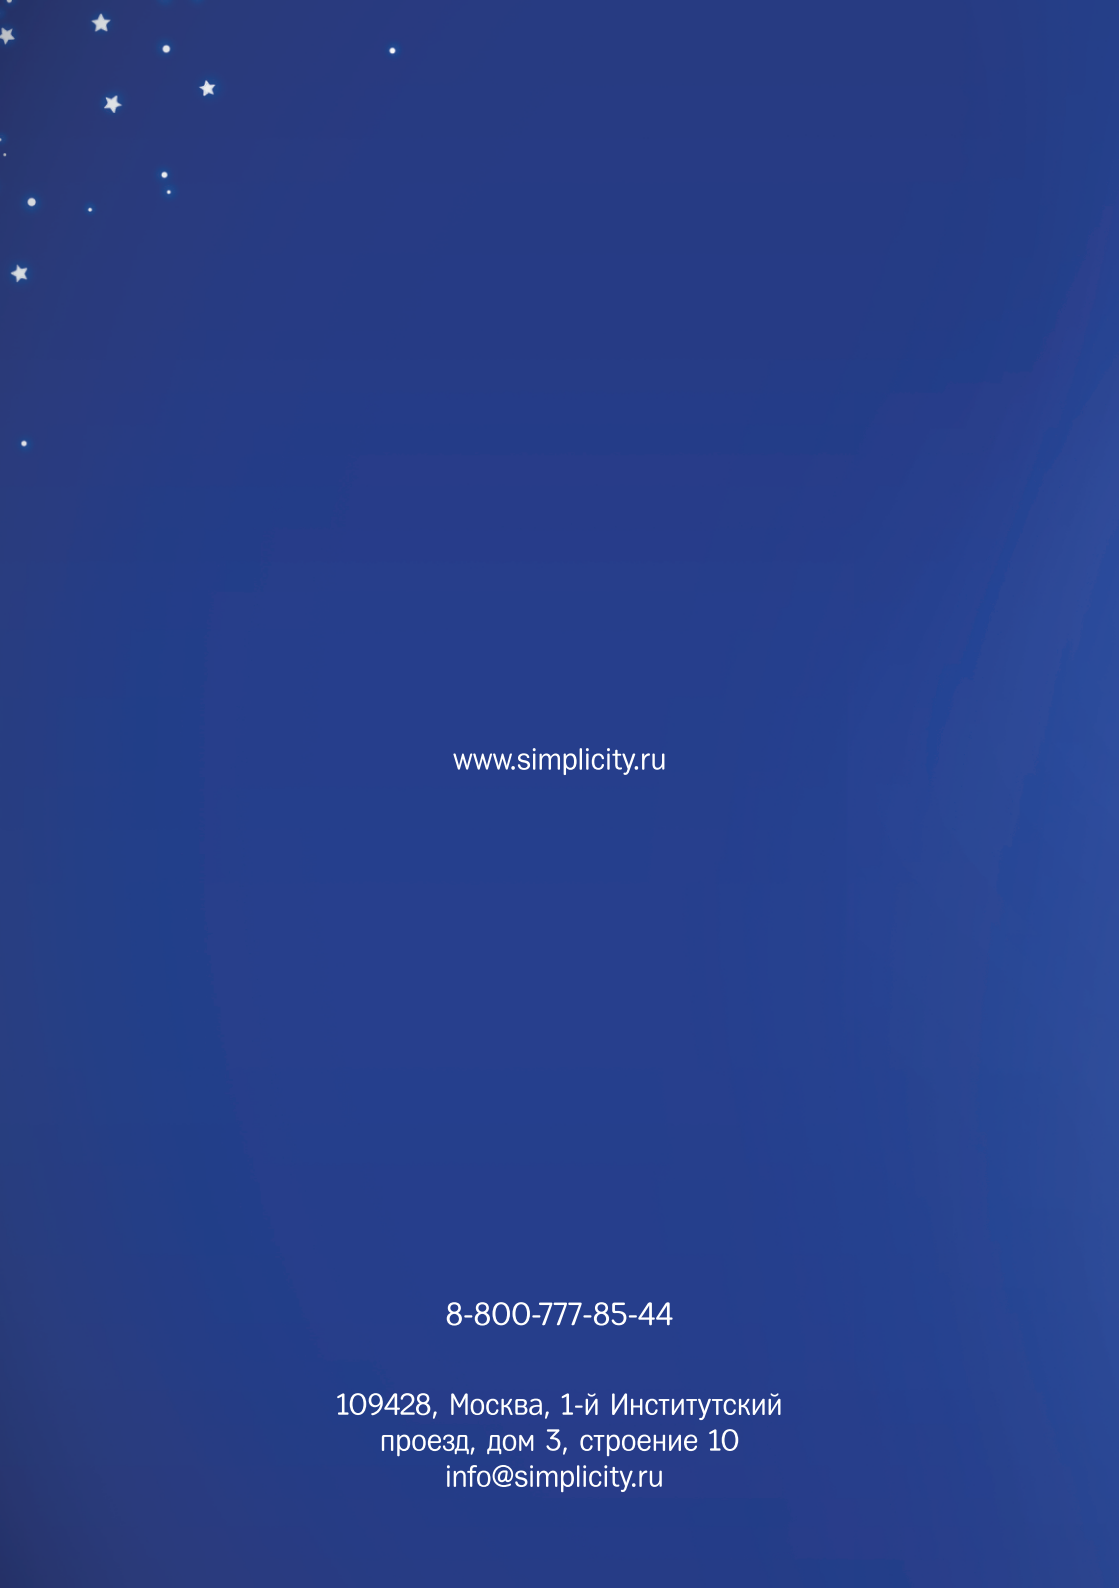 www.simplicity.ru
8-800-777-85-44
109428, Москва, 1-й Институтский
проезд, дом 3, строение 10
info@simplicity.ru